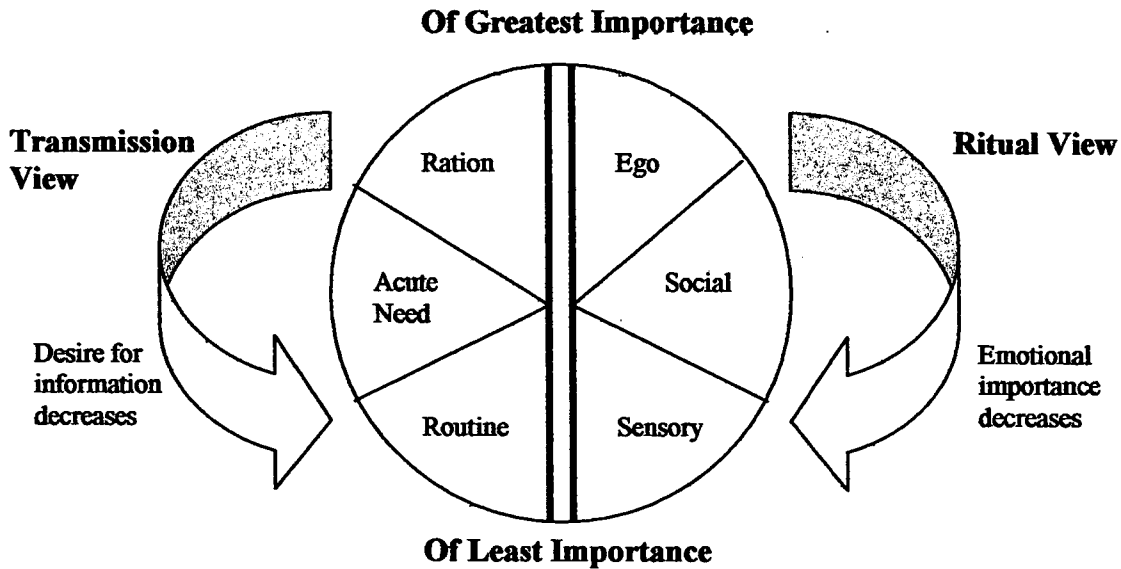 Of Greatest Importance
Transmission
View
Ritual View
Ration
Ego
Acute
Need
Social
Desire for
information
decreases
Emotional
importance
decreases
Routine
Sensory
Of Least Importance